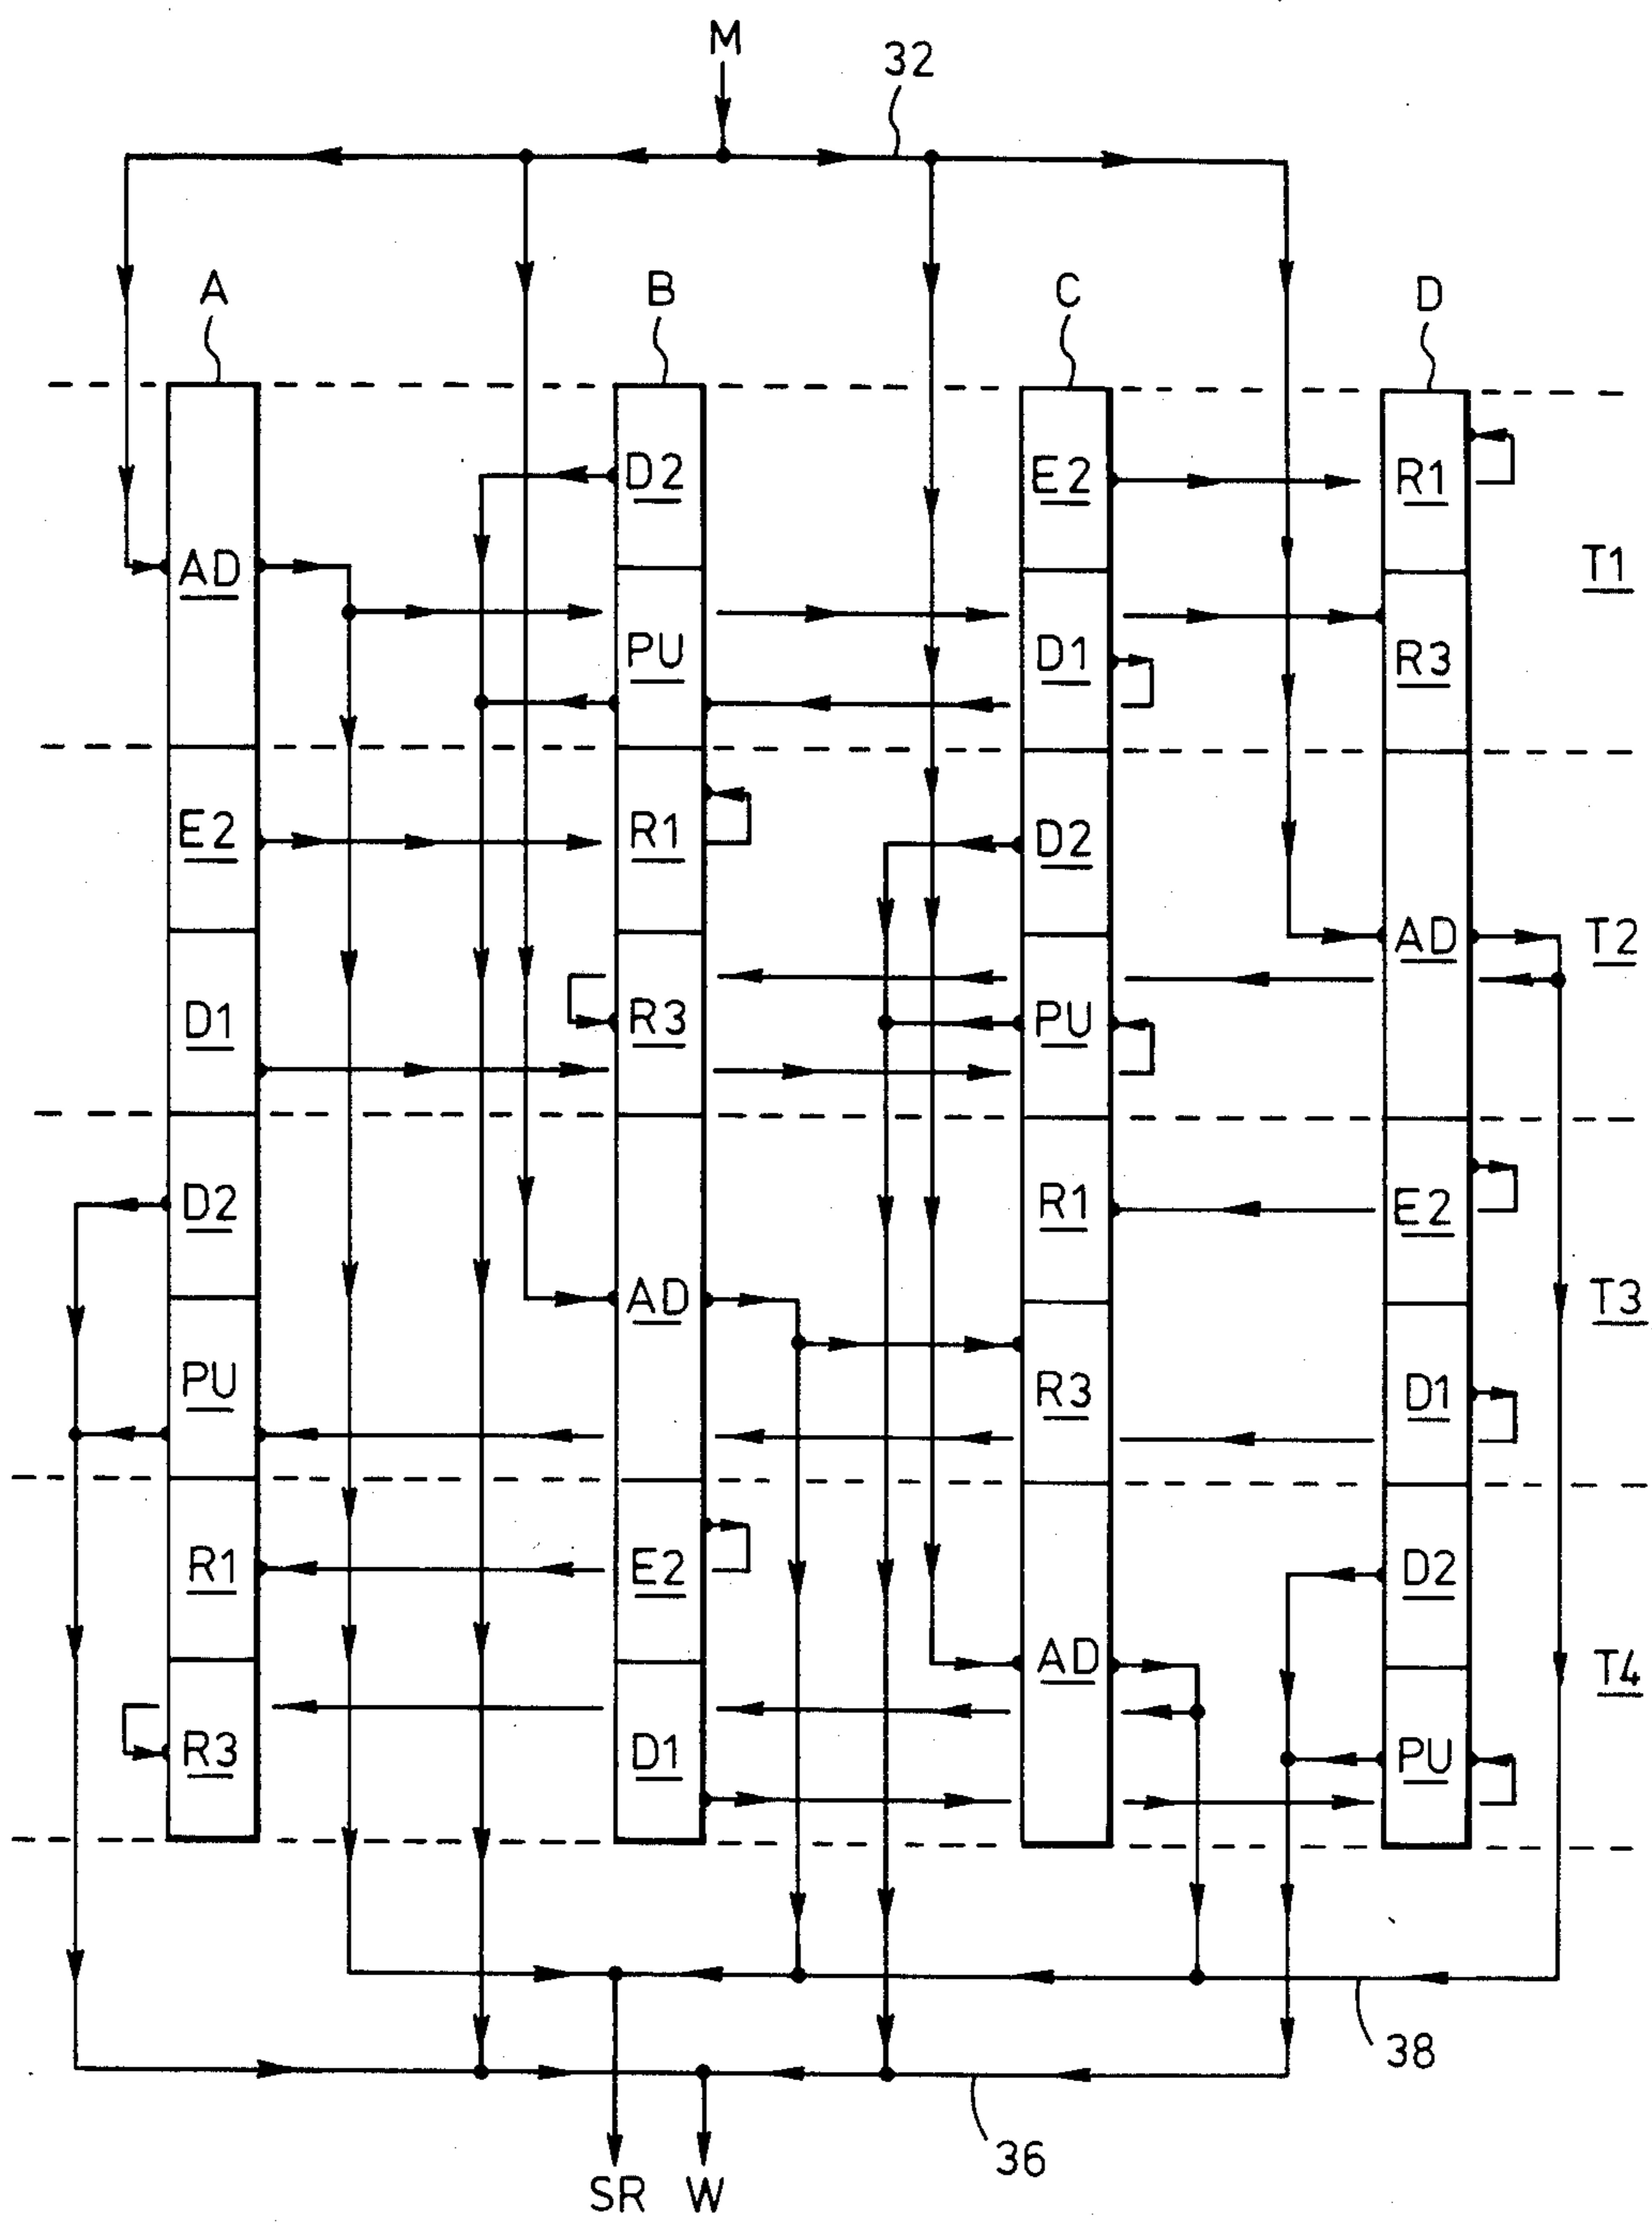 M
32
A
B
C
D
D2
E2
R1
AD
T1
PU
D1
R3
E2
R1
D2
AD
T2
D1
R3
PU
D2
R1
E2
AD
T3
PU
R3
D1
R1
E2
D2
AD
T4
R3
D1
PU
38
36
SR W